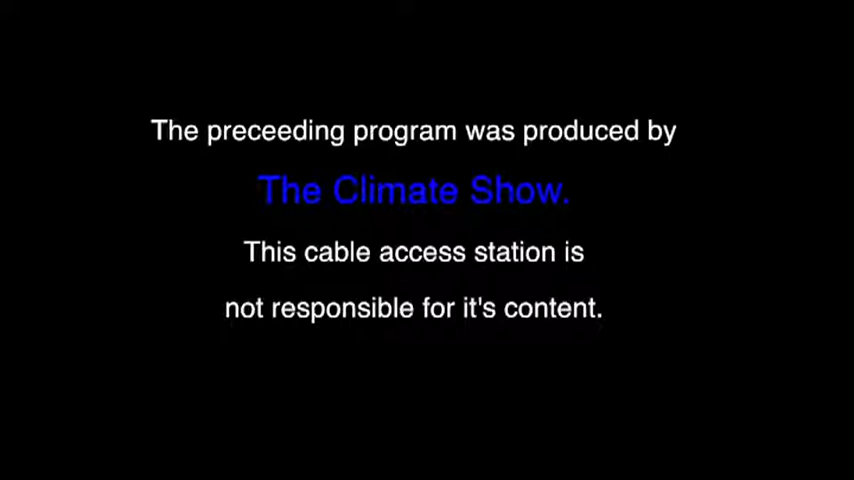 The preceeding program was produced by
The Climate Show.
This cable access station is
not responsible for it's content.